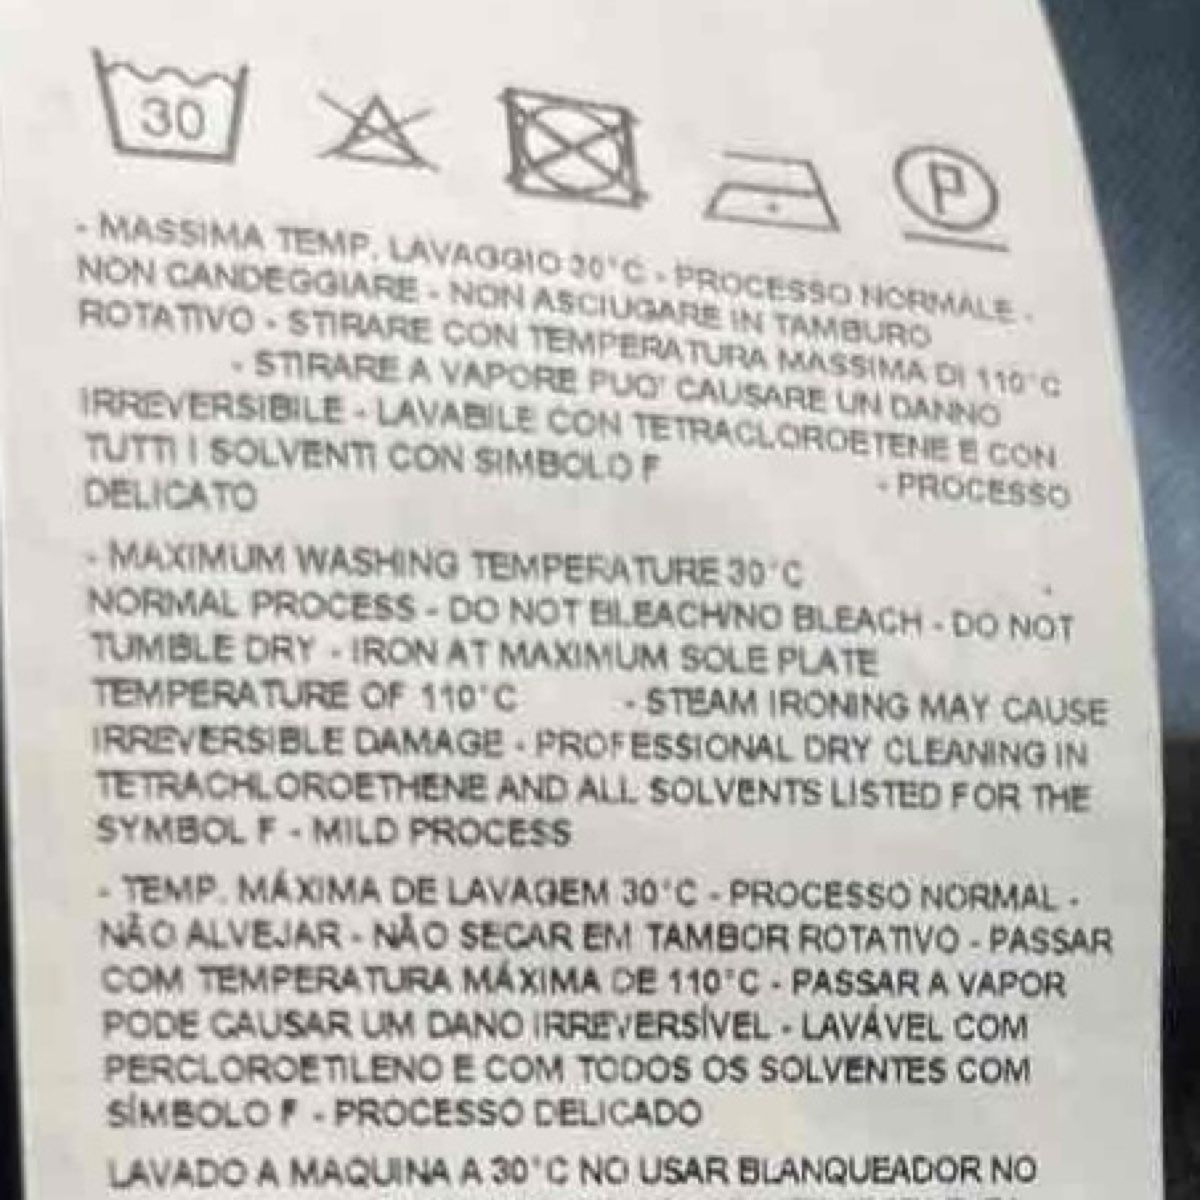 30
P
- MASSIMA TEMP. LAVAGGIO 30°C - PROCESSO NORMALE -
NON CANDEGGIARE - NON ASCIUGARE IN TAMBURO
ROTATIVO - STIRARE CON TEMPERATURA MASSIMA DI 110°C
- STIRARE A VAPORE PUO' CAUSARE UN DANNO
IRREVERSIBILE - LAVABILE CON TETRACLOROETENE E CON
TUTTI I SOLVENTI CON SIMBOLO F - PROCESSO
DELICATO
- MAXIMUM WASHING TEMPERATURE 30°C -
NORMAL PROCESS - DO NOT BLEACH/NO BLEACH - DO NOT
TUMBLE DRY - IRON AT MAXIMUM SOLE PLATE
TEMPERATURE OF 110°C - STEAM IRONING MAY CAUSE
IRREVERSIBLE DAMAGE - PROFESSIONAL DRY CLEANING IN
TETRACHLOROETHENE AND ALL SOLVENTS LISTED FOR THE
SYMBOL F - MILD PROCESS
- TEMP. MÁXIMA DE LAVAGEM 30°C - PROCESSO NORMAL -
NÃO ALVEJAR - NÃO SECAR EM TAMBOR ROTATIVO - PASSAR
COM TEMPERATURA MÁXIMA DE 110°C - PASSAR A VAPOR
PODE CAUSAR UM DANO IRREVERSÍVEL - LAVÁVEL COM
PERCLOROETILENO E COM TODOS OS SOLVENTES COM
SÍMBOLO F - PROCESSO DELICADO
LAVADO A MAQUINA A 30°C NO USAR BLANQUEADOR NO